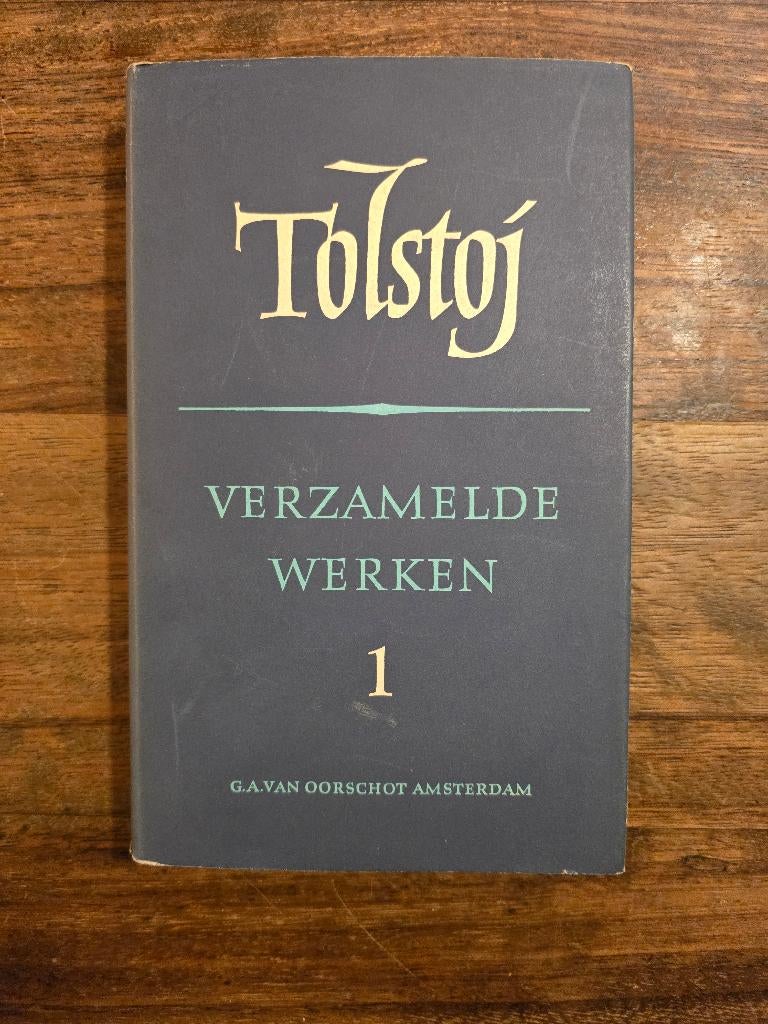 Tolstoj
VERZAMELDE
WERKEN
1
G.A.VAN OORSCHOT AMSTERDAM